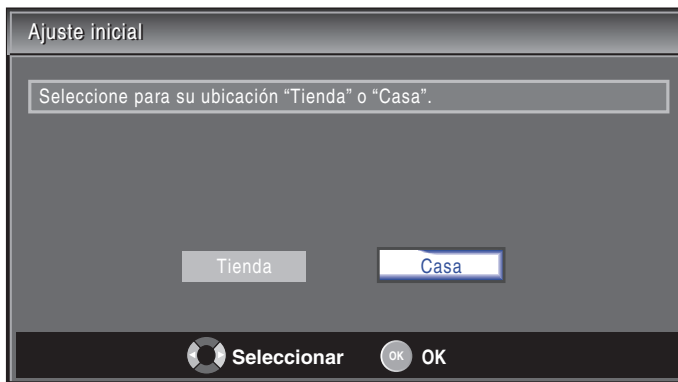 Ajuste inicial
Seleccione para su ubicación “Tienda” o “Casa”.
Tienda Casa
Seleccionar OK OK